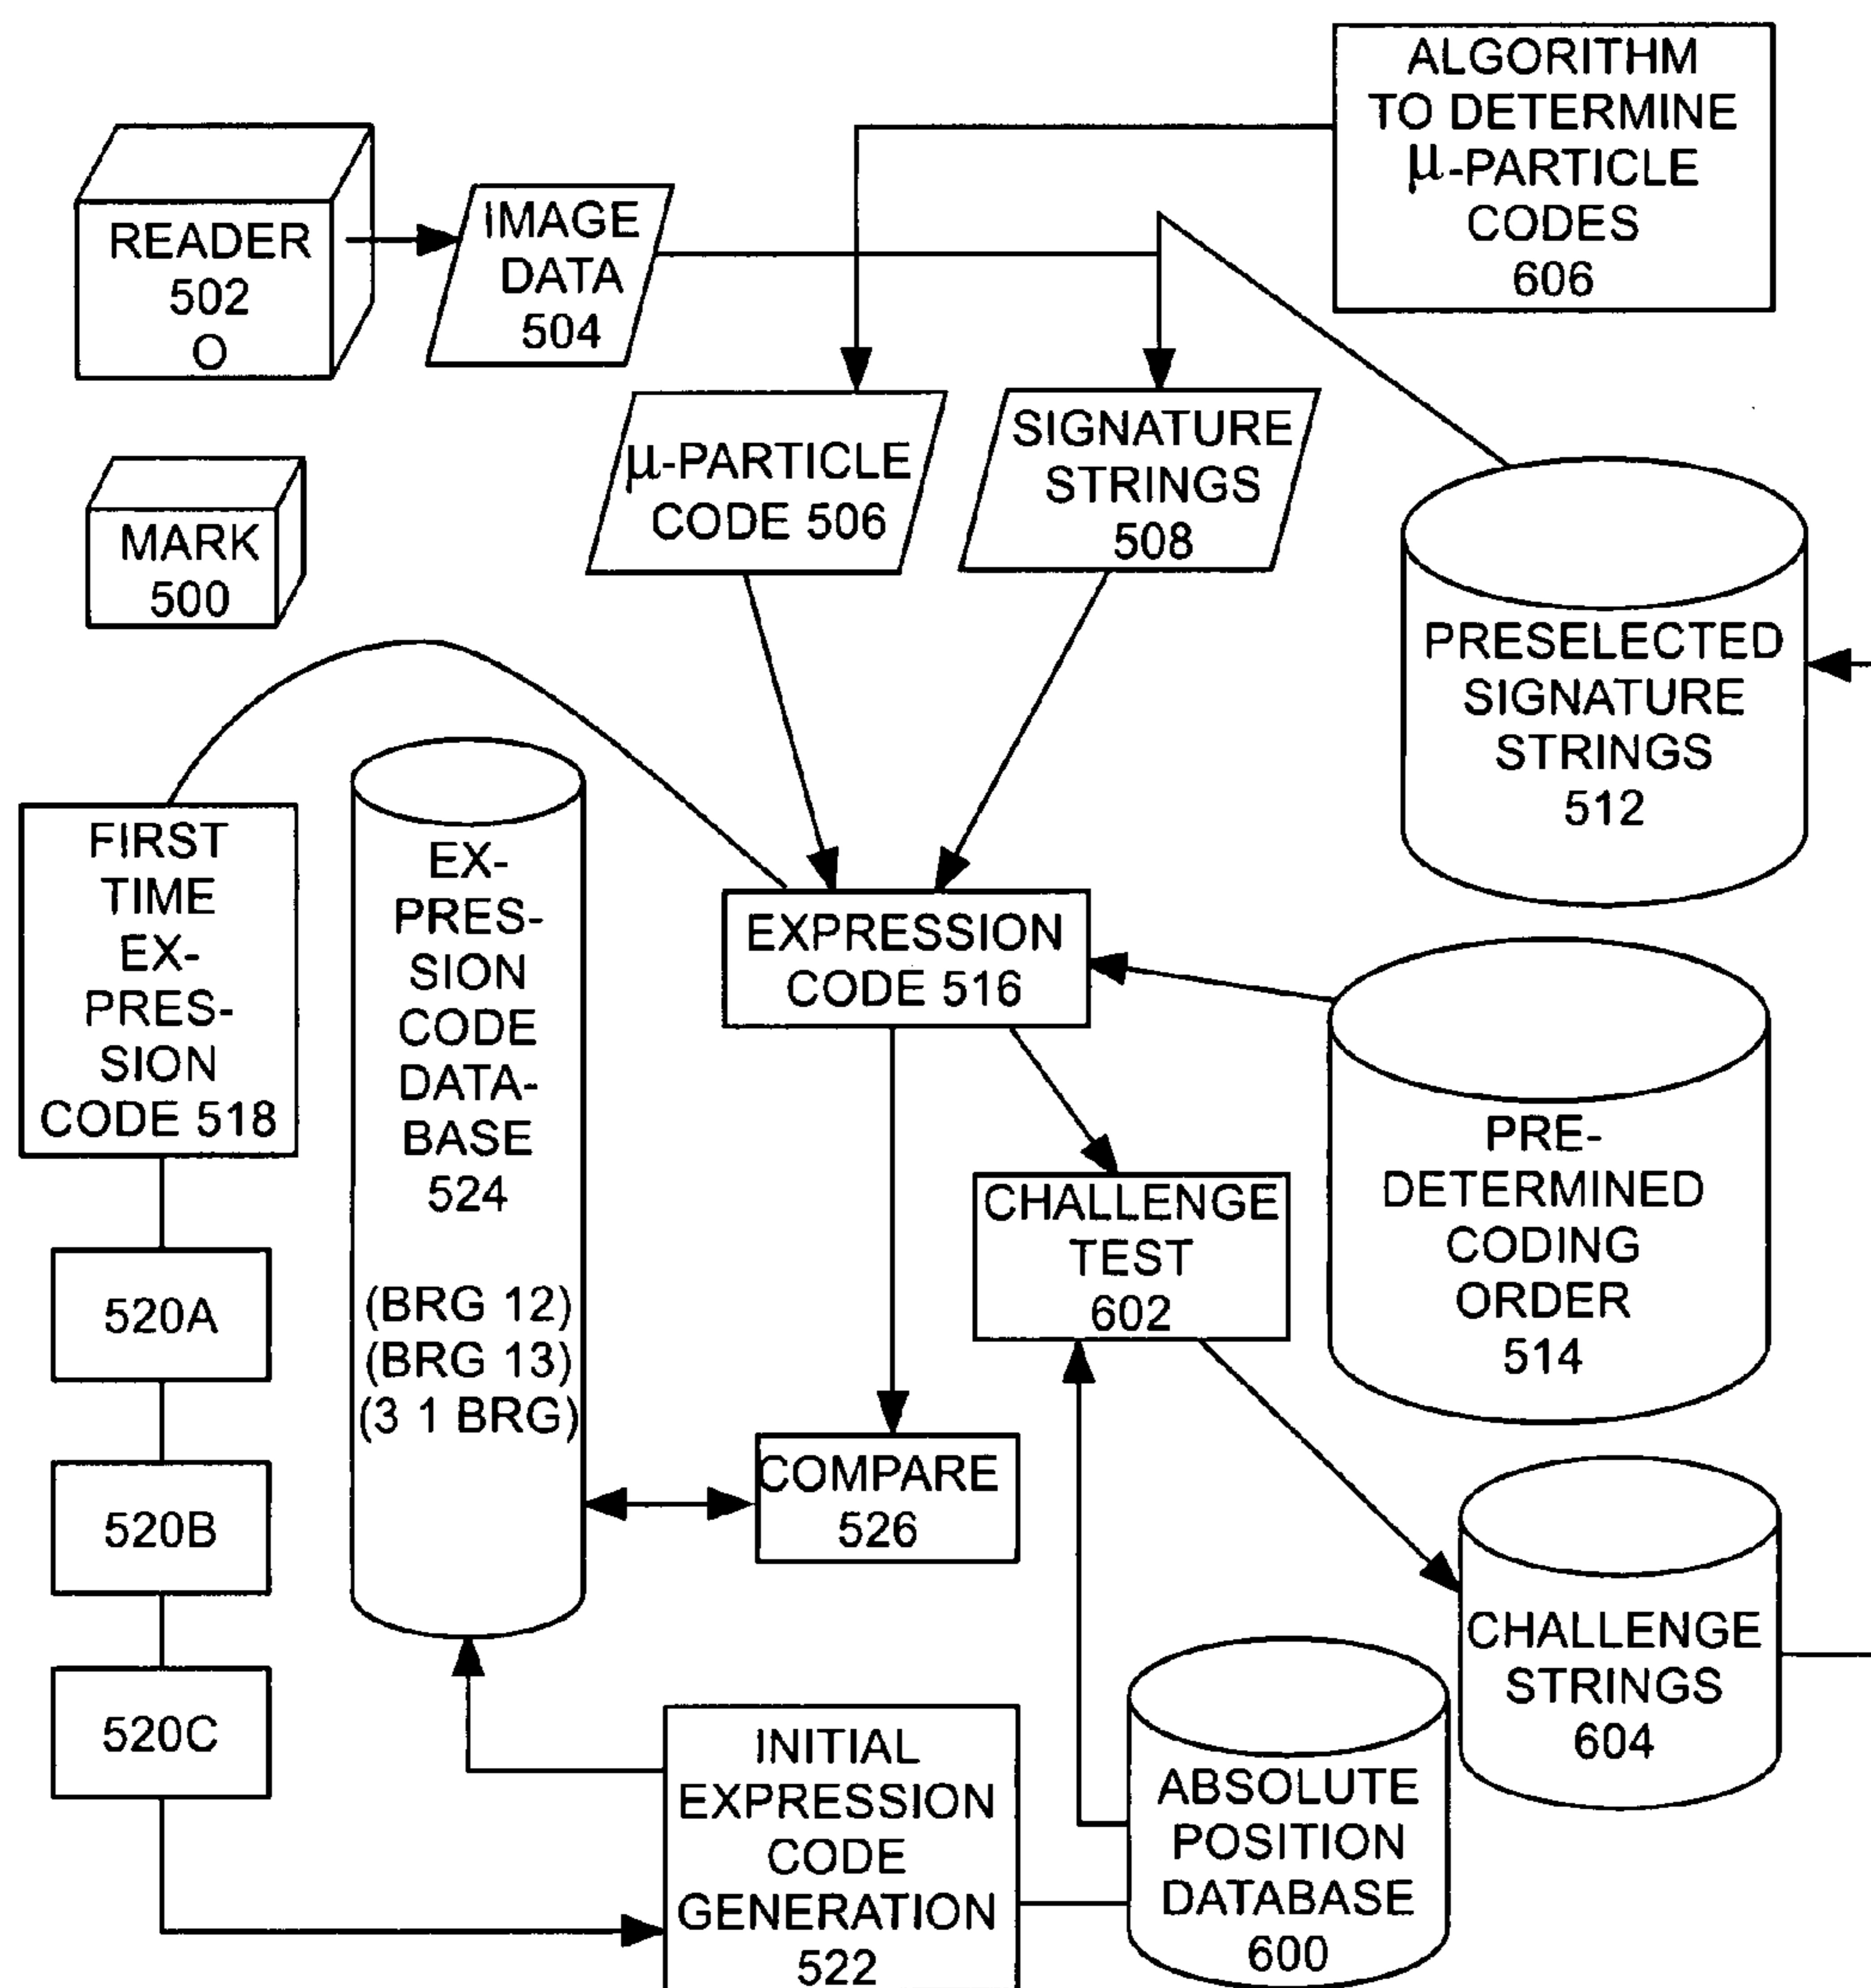 ALGORITHM
TO DETERMINE
µ-PARTICLE
CODES
606
READER
502
O
IMAGE
DATA
504
µ-PARTICLE
CODE 506
SIGNATURE
STRINGS
508
MARK
500
PRESELECTED
SIGNATURE
STRINGS
512
FIRST
TIME
EX-
PRES-
SION
CODE 518
EX-
PRES-
SION
CODE
DATA-
BASE
524
(BRG 12)
(BRG 13)
(3 1 BRG)
EXPRESSION
CODE 516
PRE-
DETERMINED
CODING
ORDER
514
CHALLENGE
TEST
602
520A
520B
520C
COMPARE
526
CHALLENGE
STRINGS
604
INITIAL
EXPRESSION
CODE
GENERATION
522
ABSOLUTE
POSITION
DATABASE
600